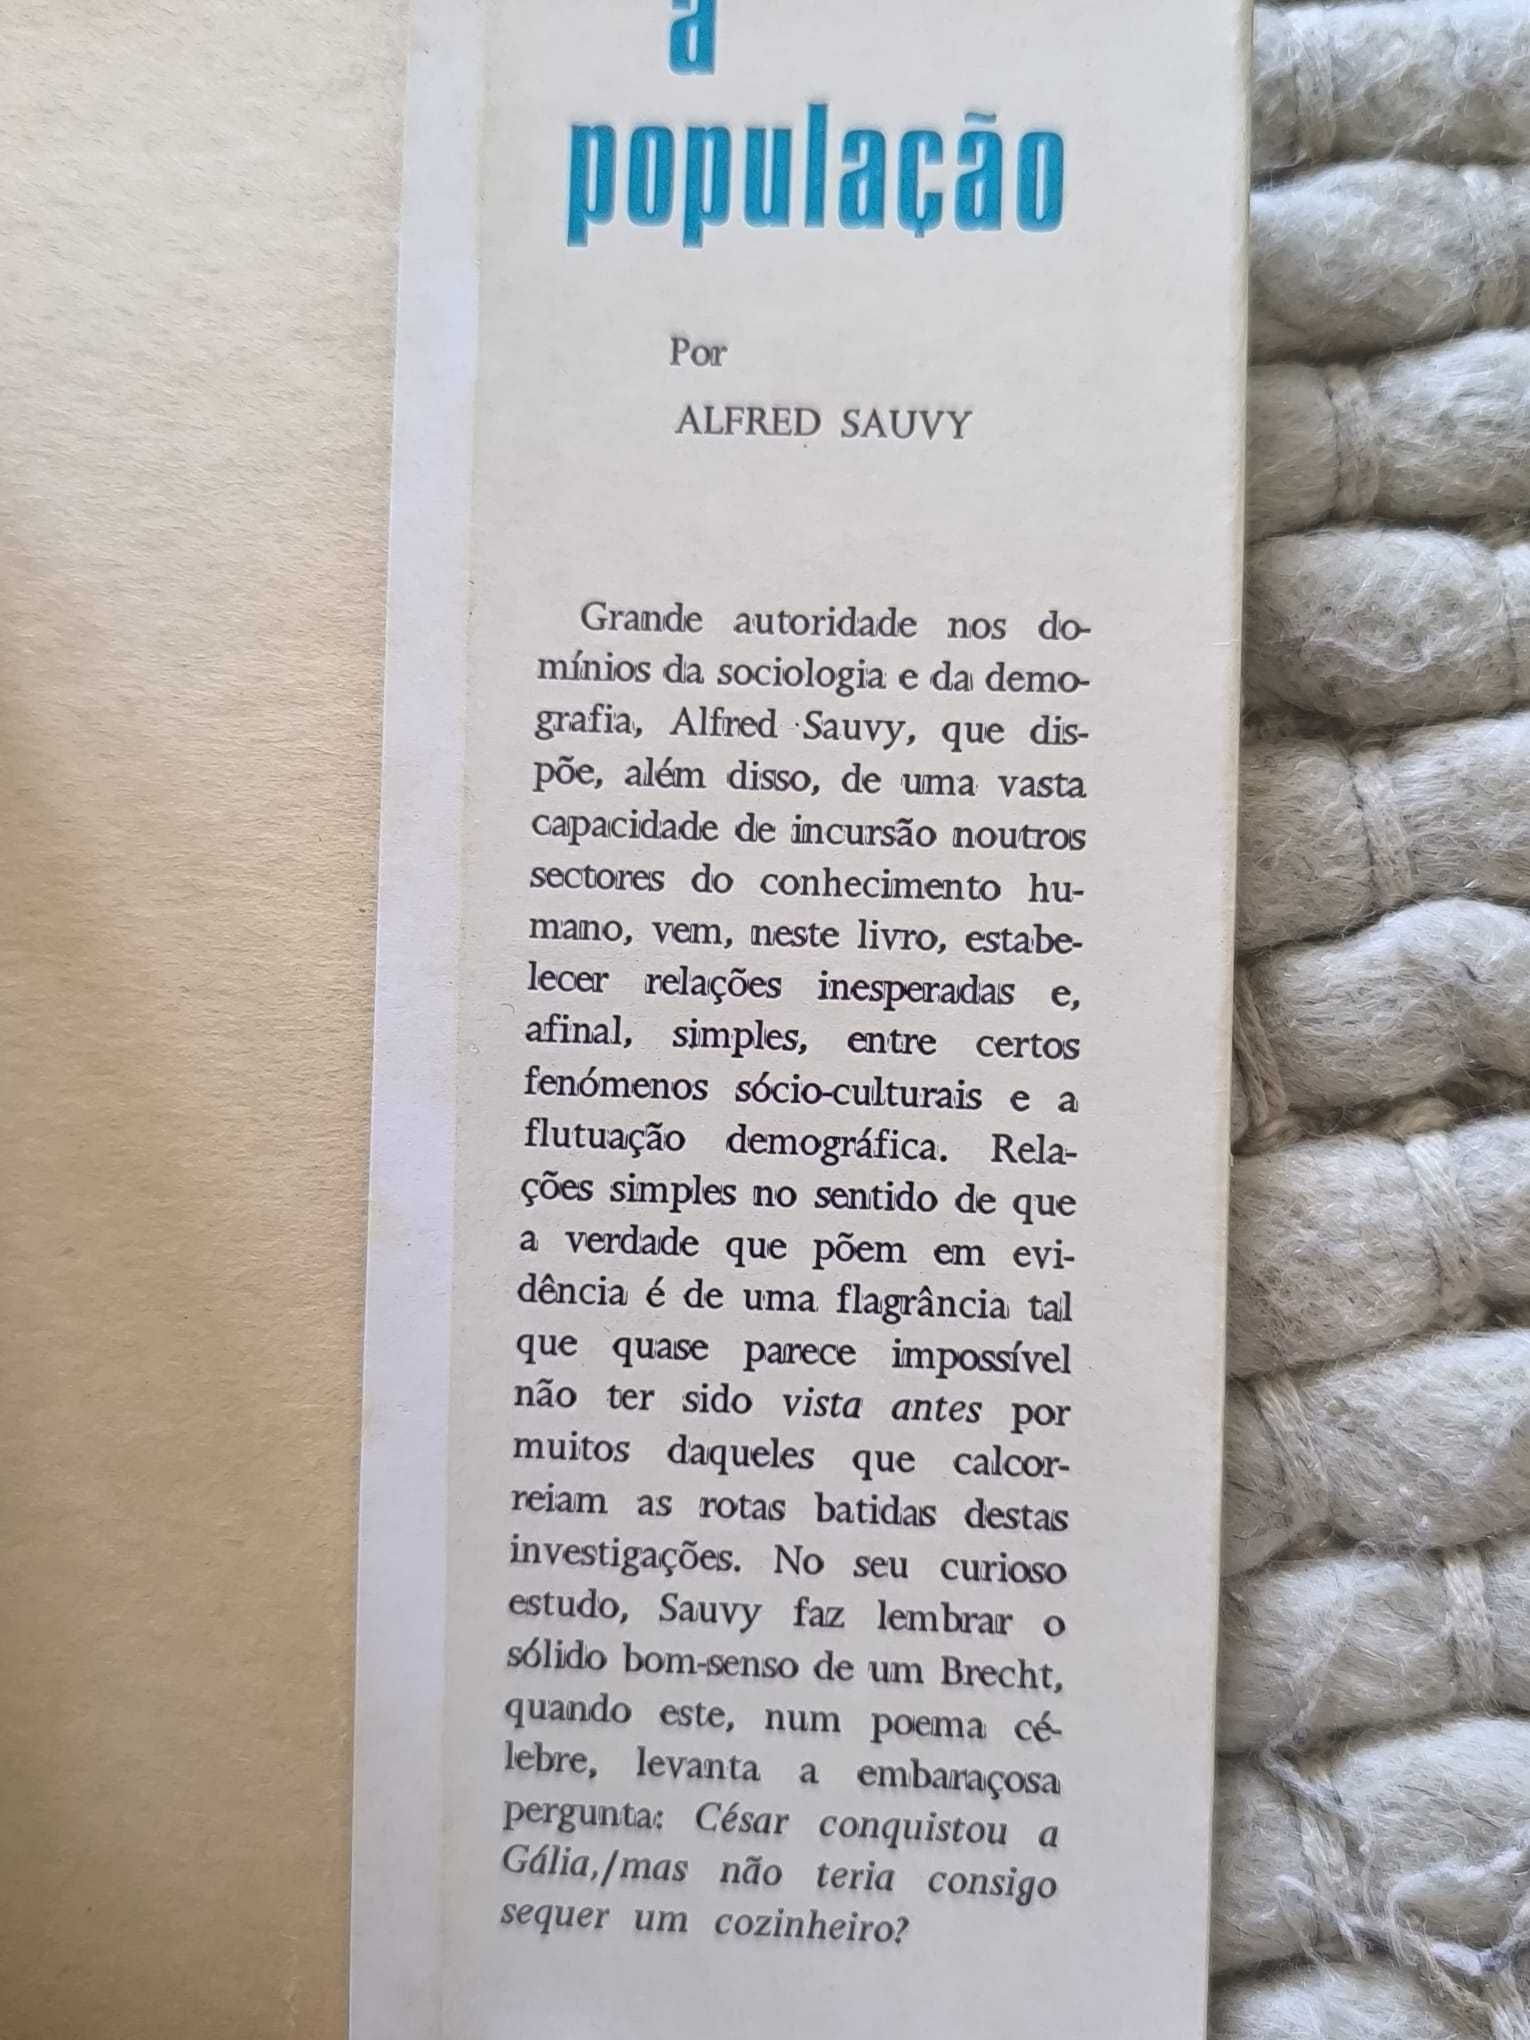 a
população
Por
ALFRED SAUVY
Grande autoridade nos do-
mínios da sociologia e da demo-
grafia, Alfred Sauvy, que dis-
põe, além disso, de uma vasta
capacidade de incursão noutros
sectores do conhecimento hu-
mano, vem, neste livro, estabe-
lecer relações inesperadas e,
afinal, simples, entre certos
fenómenos sócio-culturais e a
flutuação demográfica. Rela-
ções simples no sentido de que
a verdade que põem em evi-
dência é de uma flagrância tal
que quase parece impossível
não ter sido vista antes por
muitos daqueles que calcor-
reiam as rotas batidas destas
investigações. No seu curioso
estudo, Sauvy faz lembrar o
sólido bom-senso de um Brecht,
quando este, num poema cé-
lebre, levanta a embaraçosa
pergunta: César conquistou a
Gália,/mas não teria consigo
sequer um cozinheiro?